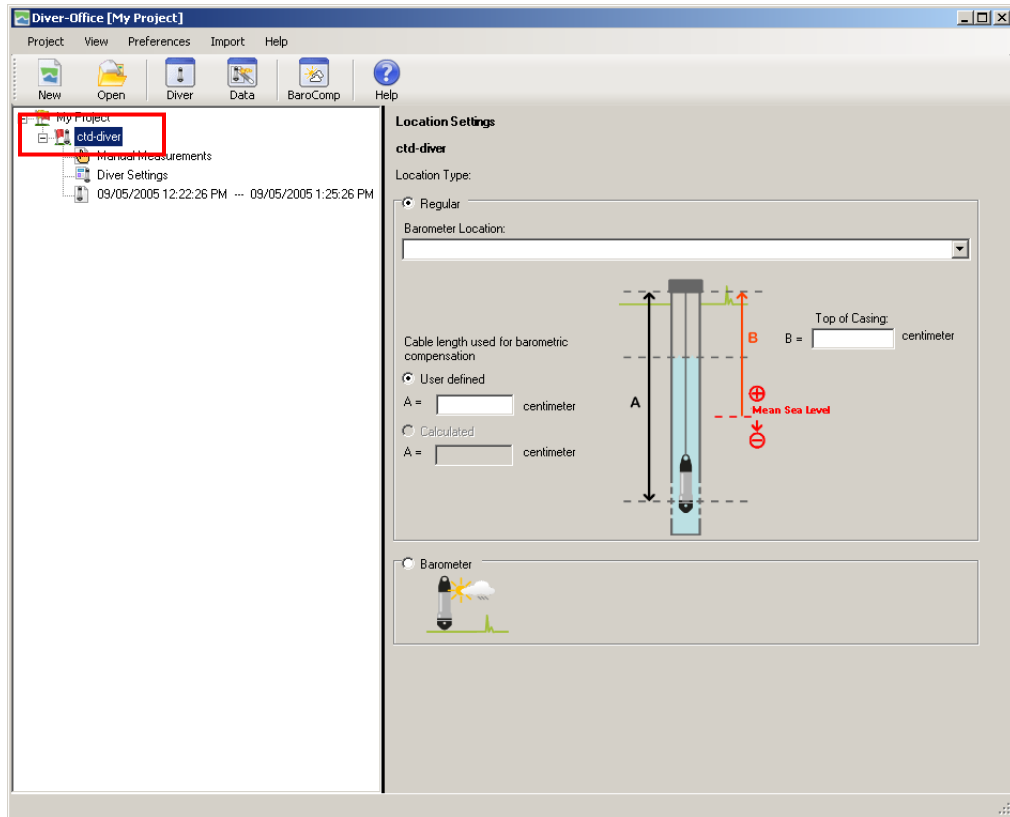 Diver-Office [My Project]
Project View Preferences Import Help
New Open Diver Data BaroComp Help
My Project
ctd-diver
Manual Measurements
Diver Settings
09/05/2005 12:22:26 PM --- 09/05/2005 1:25:26 PM
Location Settings
ctd-diver
Location Type:
Regular
Barometer Location:
Top of Casing:
B
B =
centimeter
Cable length used for barometric
compensation
User defined
A =
centimeter
A
Mean Sea Level
Calculated
A =
centimeter
Barometer